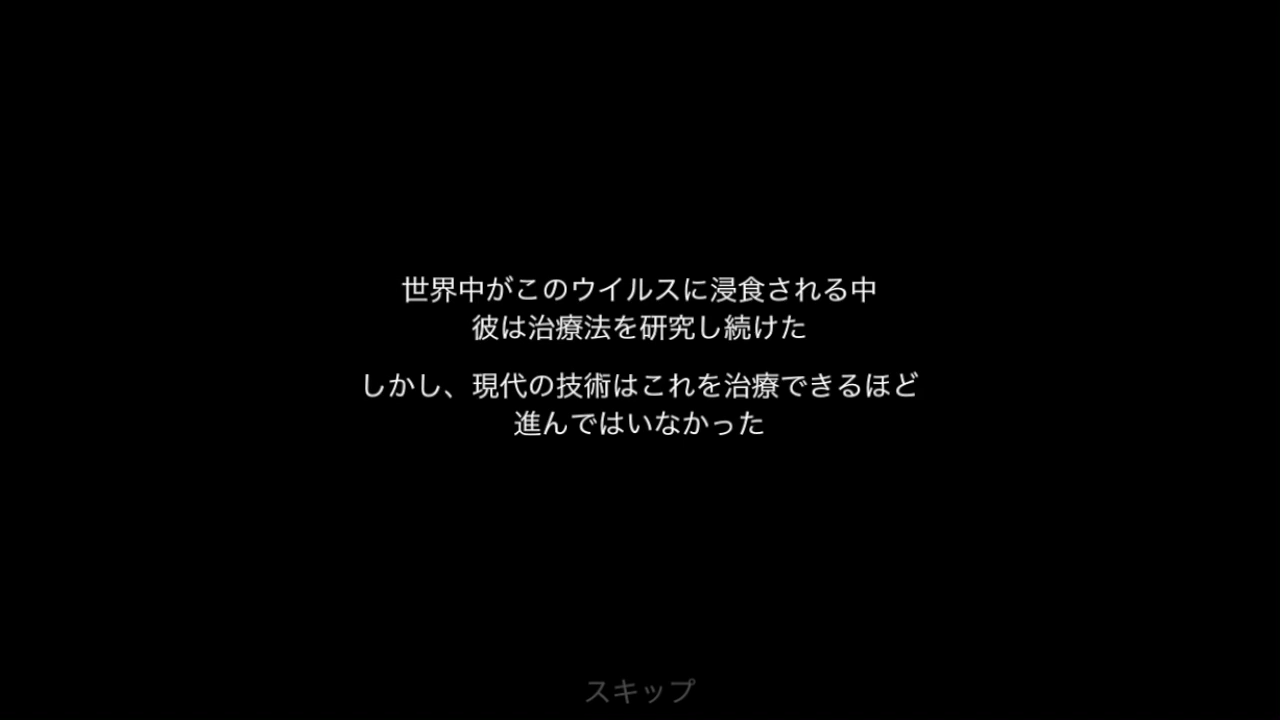 世界中がこのウイルスに浸食される中
彼は治療法を研究し続けた
しかし、現代の技術はこれを治療できるほど
進んではいなかった
スキップ